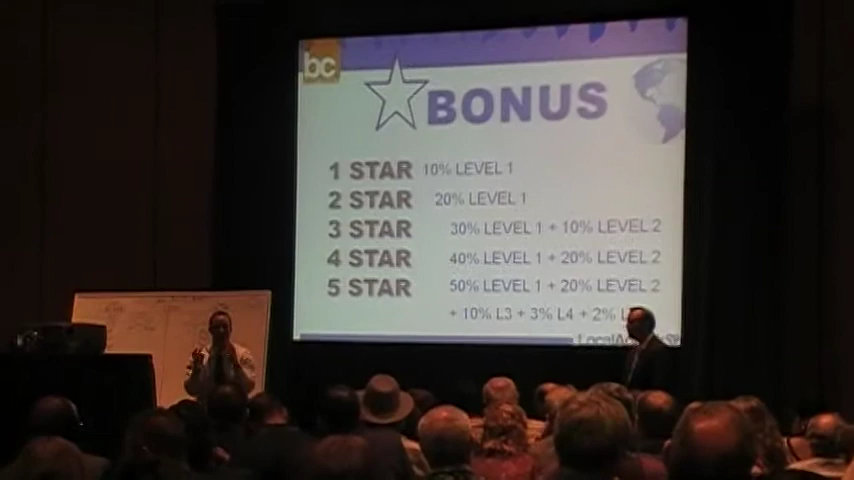 bc
BONUS
1 STAR 10% LEVEL 1
2 STAR 20% LEVEL 1
3 STAR 30% LEVEL 1 + 10% LEVEL 2
4 STAR 40% LEVEL 1 + 20% LEVEL 2
5 STAR 50% LEVEL 1 + 20% LEVEL 2
+ 10% L3 + 3% L4 + 2%